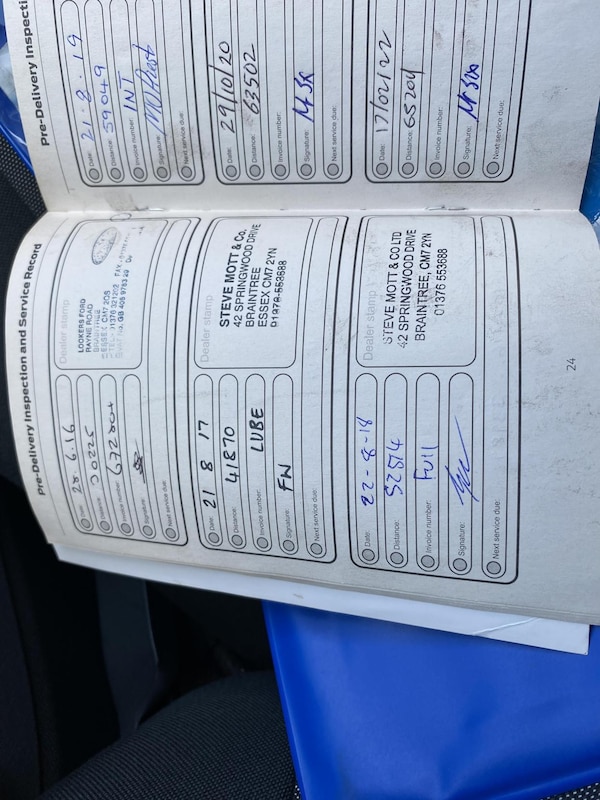 Pre-Delivery Inspection and Service Record
Dealer stamp
LOOKERS FORD
RAYNE ROAD
BRAINTREE
ESSEX CM7 2QS
Date: 28.6.16
Distance: 30225
Invoice number:
Signature:
Next service due:
Dealer stamp
STEVE MOTT & Co.
42 SPRINGWOOD DRIVE
BRAINTREE
ESSEX CM7 2YN
01376 553688
Date: 21 8 17
Distance: 41870
Invoice number: LUBE
Signature: FW
Next service due:
Dealer stamp
STEVE MOTT & CO LTD
42 SPRINGWOOD DRIVE
BRAINTREE, CM7 2YN
01376 553688
Date: 22-8-18
Distance: 52514
Invoice number: Full
Signature:
Next service due:
24
Pre-Delivery Inspecti
Date: 21.8.19
Distance: 59049
Invoice number: INT
Signature:
Next service due:
Date: 29/10/20
Distance: 63502
Invoice number:
Signature:
Next service due:
Date: 17/02/22
Distance: 65204
Invoice number:
Signature:
Next service due: